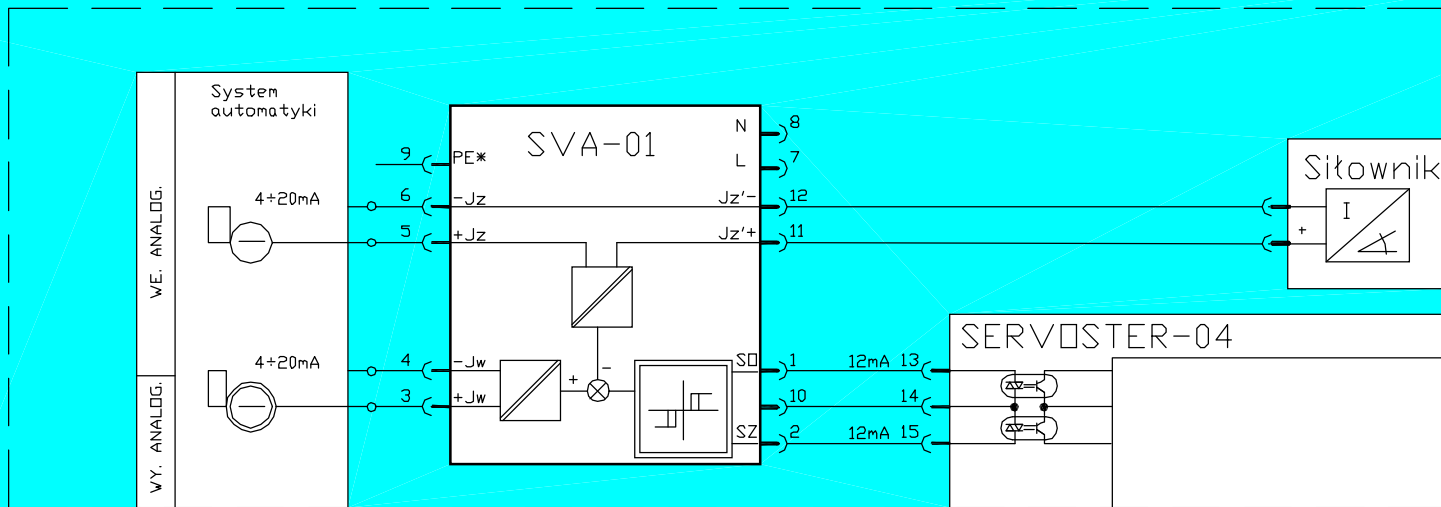 System
automatyki
WE. ANALOG.
WY. ANALOG.
4÷20mA
4÷20mA
9
6
5
4
3
SVA-01
PE*
-Jz
+Jz
-Jw
+Jw
+
-
N
L
Jz'-
Jz'+
SO
SZ
8
7
12
11
1
10
2
12mA 13
14
12mA 15
Siłownik
I
+
SERVOSTER-04